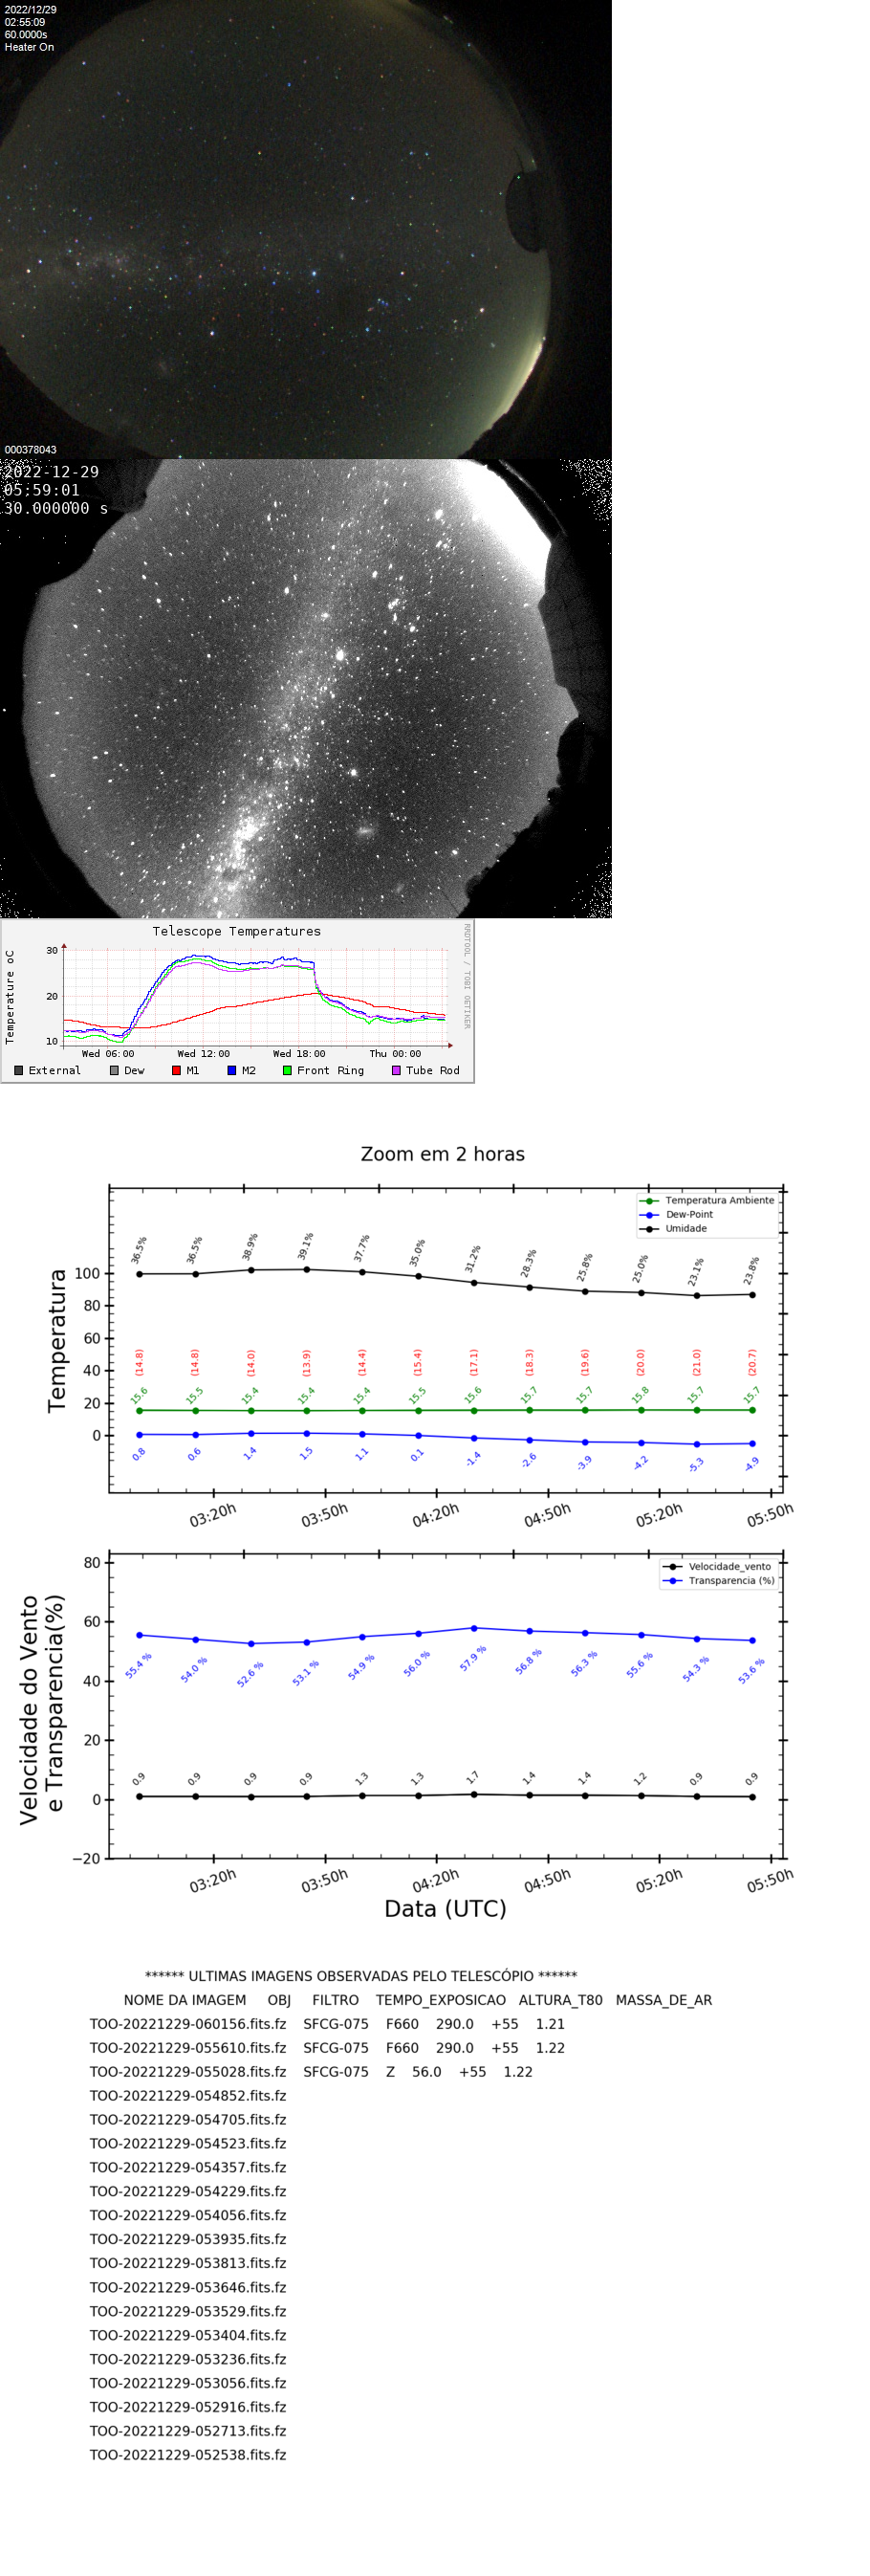 2022/12/29
02:55:09
60.0000s
Heater On
000378043
2022-12-29
05:59:01
30.000000 s
Telescope Temperatures
RRDTOOL / TOBI OETIKER
Temperature oC
30
20
10
Wed 06:00 Wed 12:00 Wed 18:00 Thu 00:00
External Dew M1 M2 Front Ring Tube Rod
Zoom em 2 horas
Temperatura Ambiente
Dew-Point
Umidade
Temperatura
100
80
60
40
20
0
36.5% 36.5% 38.9% 39.1% 37.7% 35.0% 31.2% 28.3% 25.8% 25.0% 23.1% 23.8%
(14.8) (14.8) (14.0) (13.9) (14.4) (15.4) (17.1) (18.3) (19.6) (20.0) (21.0) (20.7)
15.6 15.5 15.4 15.4 15.4 15.5 15.6 15.7 15.7 15.8 15.7 15.7
0.8 0.6 1.4 1.5 1.1 0.1 -1.4 -2.6 -3.9 -4.2 -5.3 -4.9
03:20h 03:50h 04:20h 04:50h 05:20h 05:50h
Velocidade_vento
Transparencia (%)
Velocidade do Vento
e Transparencia(%)
80
60
40
20
0
−20
55.4 % 54.0 % 52.6 % 53.1 % 54.9 % 56.0 % 57.9 % 56.8 % 56.3 % 55.6 % 54.3 % 53.6 %
0.9 0.9 0.9 0.9 1.3 1.3 1.7 1.4 1.4 1.2 0.9 0.9
03:20h 03:50h 04:20h 04:50h 05:20h 05:50h
Data (UTC)
****** ULTIMAS IMAGENS OBSERVADAS PELO TELESCÓPIO ******
NOME DA IMAGEM OBJ FILTRO TEMPO_EXPOSICAO ALTURA_T80 MASSA_DE_AR
TOO-20221229-060156.fits.fz SFCG-075 F660 290.0 +55 1.21
TOO-20221229-055610.fits.fz SFCG-075 F660 290.0 +55 1.22
TOO-20221229-055028.fits.fz SFCG-075 Z 56.0 +55 1.22
TOO-20221229-054852.fits.fz
TOO-20221229-054705.fits.fz
TOO-20221229-054523.fits.fz
TOO-20221229-054357.fits.fz
TOO-20221229-054229.fits.fz
TOO-20221229-054056.fits.fz
TOO-20221229-053935.fits.fz
TOO-20221229-053813.fits.fz
TOO-20221229-053646.fits.fz
TOO-20221229-053529.fits.fz
TOO-20221229-053404.fits.fz
TOO-20221229-053236.fits.fz
TOO-20221229-053056.fits.fz
TOO-20221229-052916.fits.fz
TOO-20221229-052713.fits.fz
TOO-20221229-052538.fits.fz